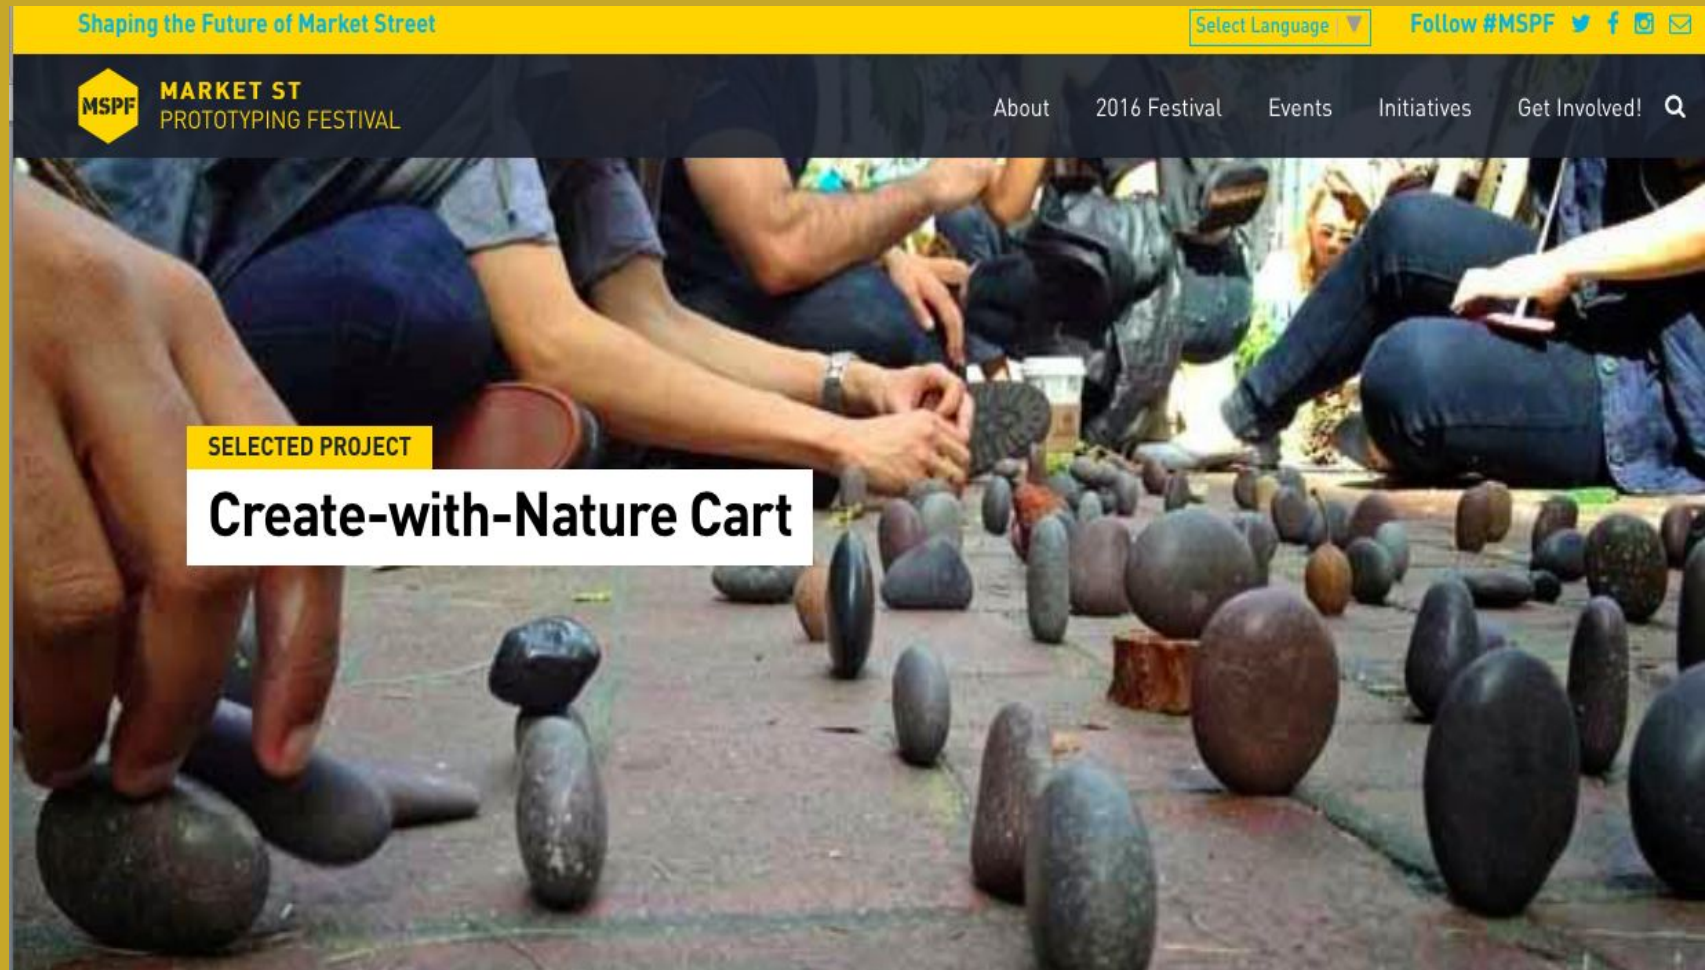 Shaping the Future of Market Street
Select Language
Follow #MSPF
MSPF
MARKET ST
PROTOTYPING FESTIVAL
About 2016 Festival Events Initiatives Get Involved!
SELECTED PROJECT
Create-with-Nature Cart